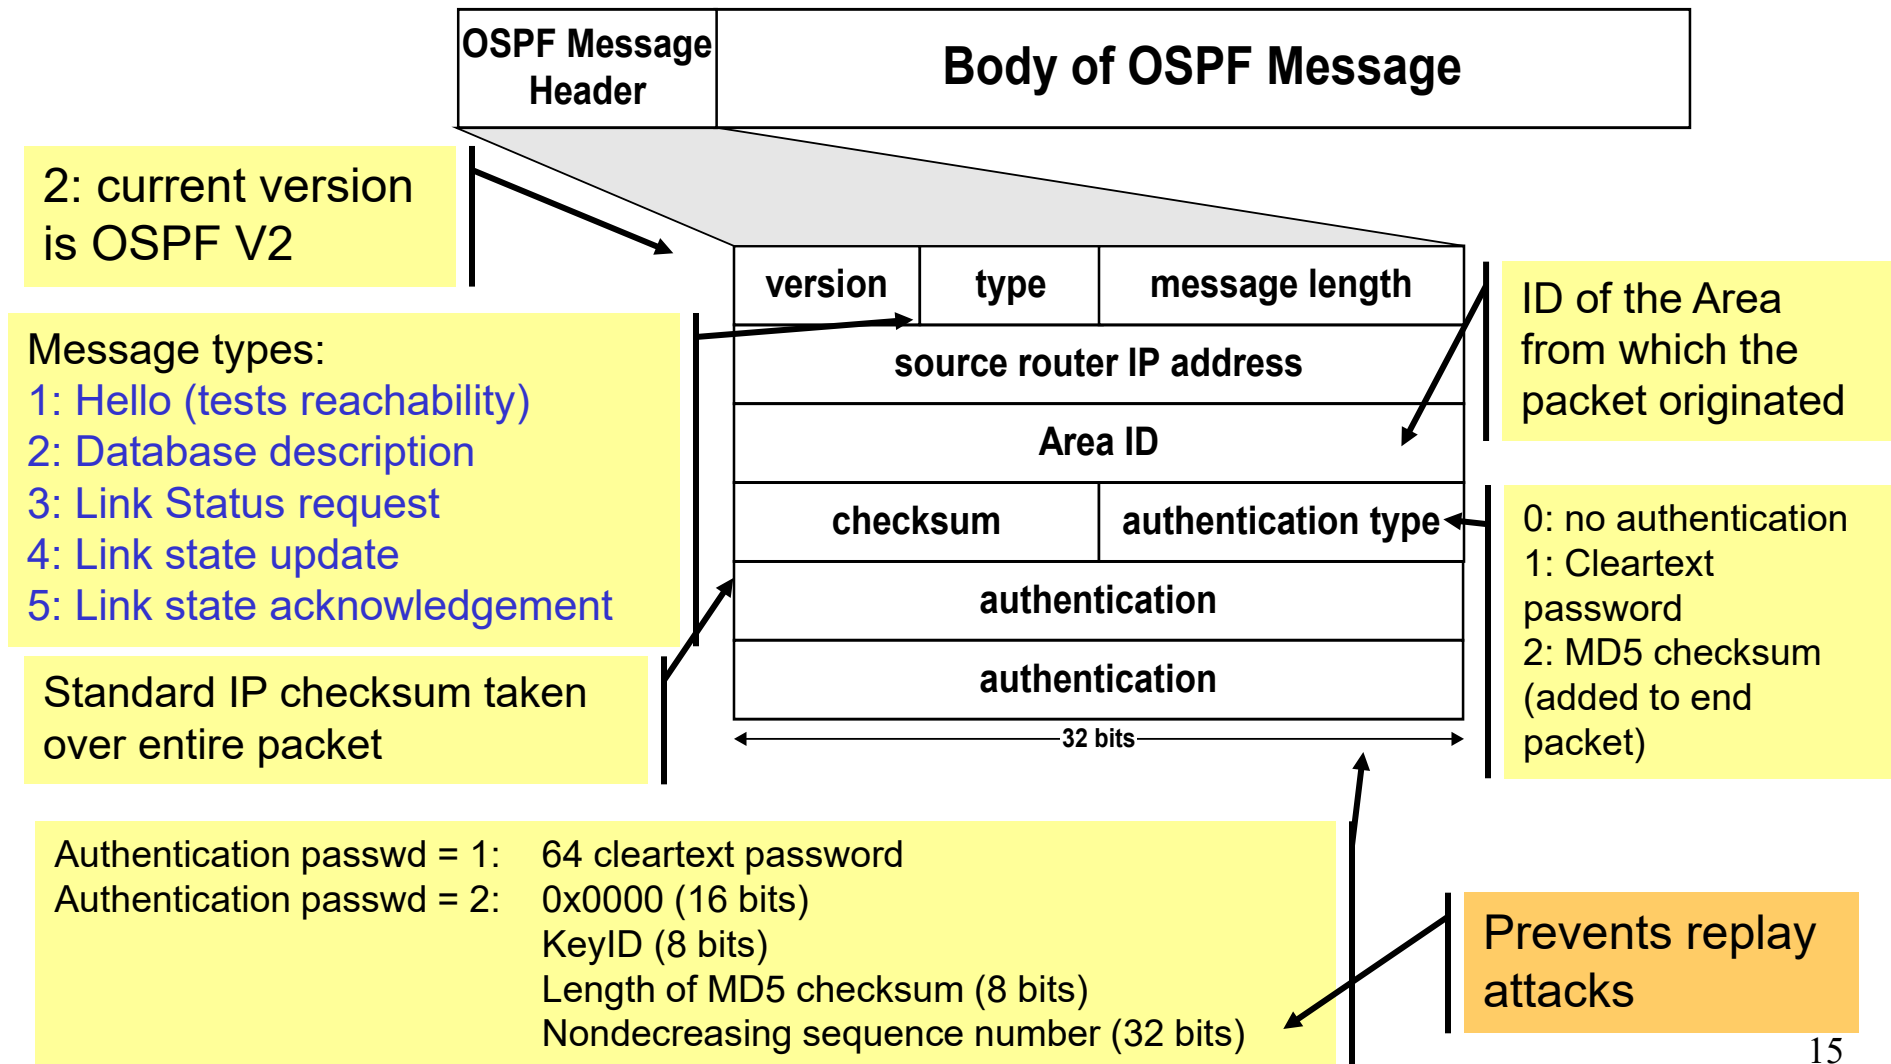 OSPF Message
Header
Body of OSPF Message
2: current version
is OSPF V2
version
type
message length
source router IP address
Area ID
checksum
authentication type
authentication
authentication
32 bits
ID of the Area
from which the
packet originated
Message types:
1: Hello (tests reachability)
2: Database description
3: Link Status request
4: Link state update
5: Link state acknowledgement
0: no authentication
1: Cleartext
password
2: MD5 checksum
(added to end
packet)
Standard IP checksum taken
over entire packet
Authentication passwd = 1: 64 cleartext password
Authentication passwd = 2: 0x0000 (16 bits)
KeyID (8 bits)
Length of MD5 checksum (8 bits)
Nondecreasing sequence number (32 bits)
Prevents replay
attacks
15